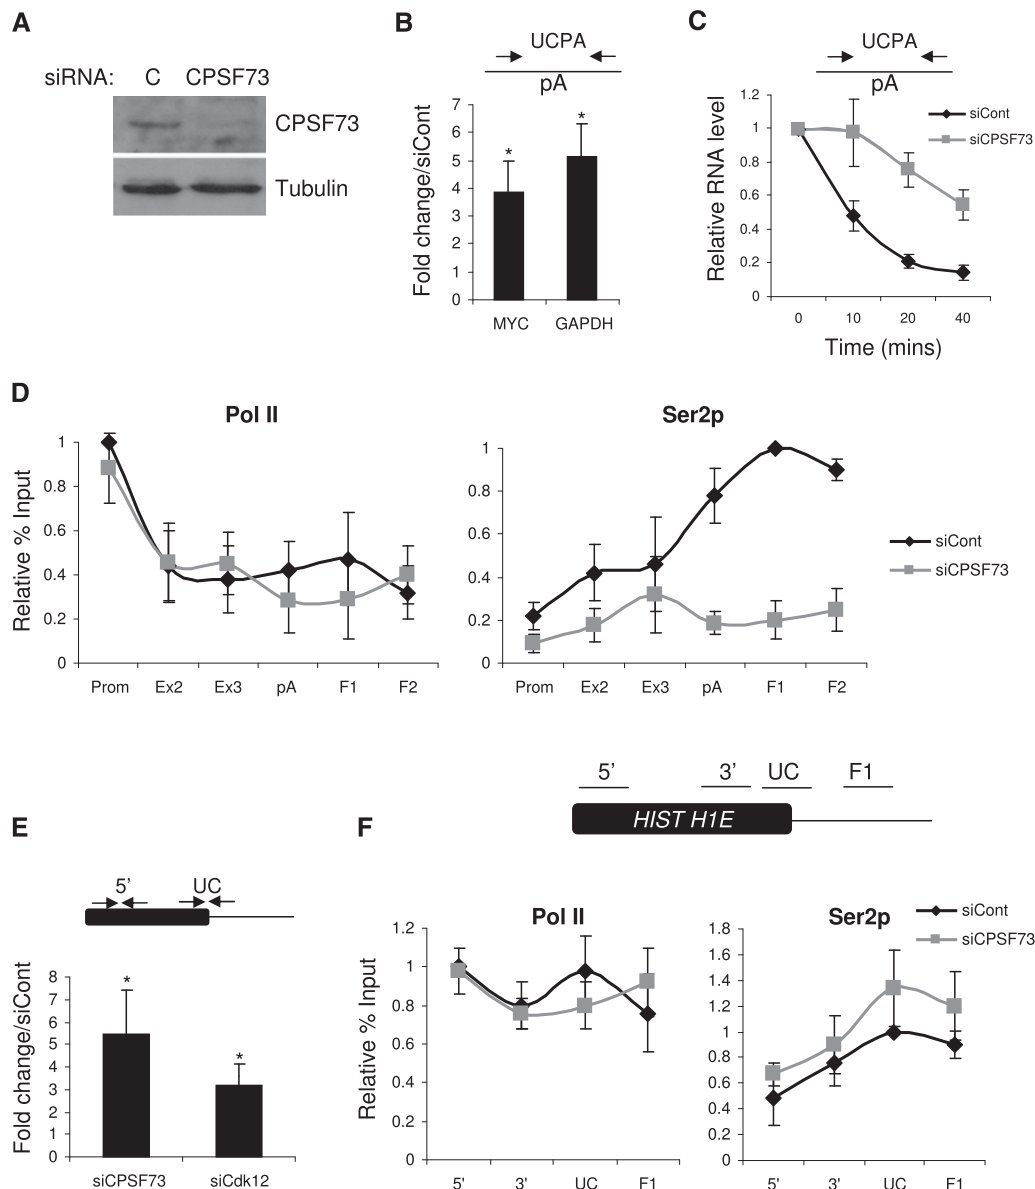 A
siRNA: C CPSF73
CPSF73
Tubulin
B
UCPA
pA
Fold change/siCont
7
6
5
4
3
2
1
0
*
*
MYC GAPDH
C
UCPA
pA
Relative RNA level
1.2
1
0.8
0.6
0.4
0.2
0
siCont
siCPSF73
0 10 20 40
Time (mins)
D
Pol II
Relative % Input
1
0.8
0.6
0.4
0.2
0
Prom Ex2 Ex3 pA F1 F2
Ser2p
1
0.8
0.6
0.4
0.2
0
Prom Ex2 Ex3 pA F1 F2
siCont
siCPSF73
E
5’ UC
Fold change/siCont
8
7
6
5
4
3
2
1
0
*
*
siCPSF73 siCdk12
F
5’ 3’ UC F1
HIST H1E
Pol II
Relative % Input
1.2
1
0.8
0.6
0.4
0.2
0
5' 3' UC F1
Ser2p
siCont
siCPSF73
1.8
1.6
1.4
1.2
1
0.8
0.6
0.4
0.2
0
5' 3' UC F1